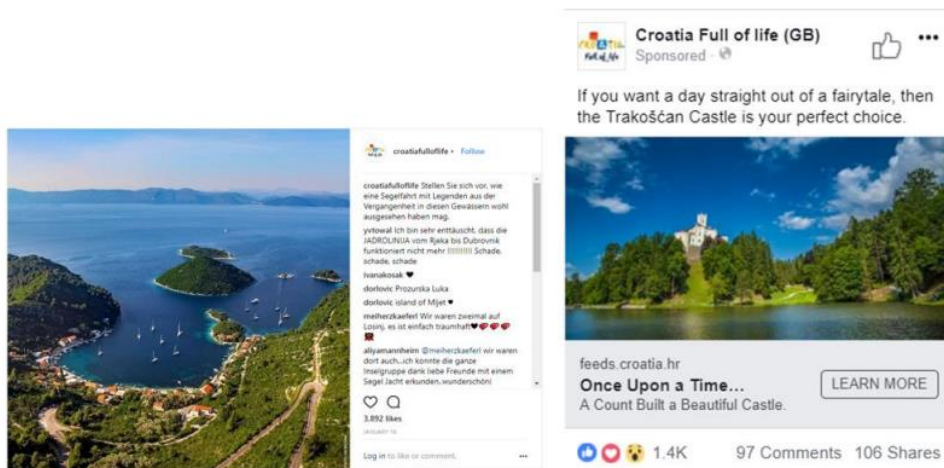 croatiafulloflife • Follow
croatiafulloflife Stellen Sie sich vor, wie
eine Segelfahrt mit Legenden aus der
Vergangenheit in diesen Gewässern wohl
ausgesehen haben mag.
yvtowal Ich bin sehr enttäuscht, dass die
JADROLINIJA vom Rjeka bis Dubrovnik
funktioniert nicht mehr !!!!!!!!!! Schade,
schade, schade
ivanakosak ♥
dorlovic Prozurska Luka
dorlovic island of Mljet ♥
meiherzkaeferl Wir waren zweimal auf
Losinj, es ist einfach traumhaft
aliyamannheim @meiherzkaeferl wir waren
dort auch...ich konnte die ganze
Inselgruppe dank liebe Freunde mit einem
Segel Jacht erkunden..wunderschön!
3.892 likes
JANUARY
Log in to like or comment.
Croatia Full of life (GB)
Sponsored
If you want a day straight out of a fairytale, then
the Trakošćan Castle is your perfect choice.
feeds.croatia.hr
Once Upon a Time...
A Count Built a Beautiful Castle.
LEARN MORE
1.4K 97 Comments 106 Shares